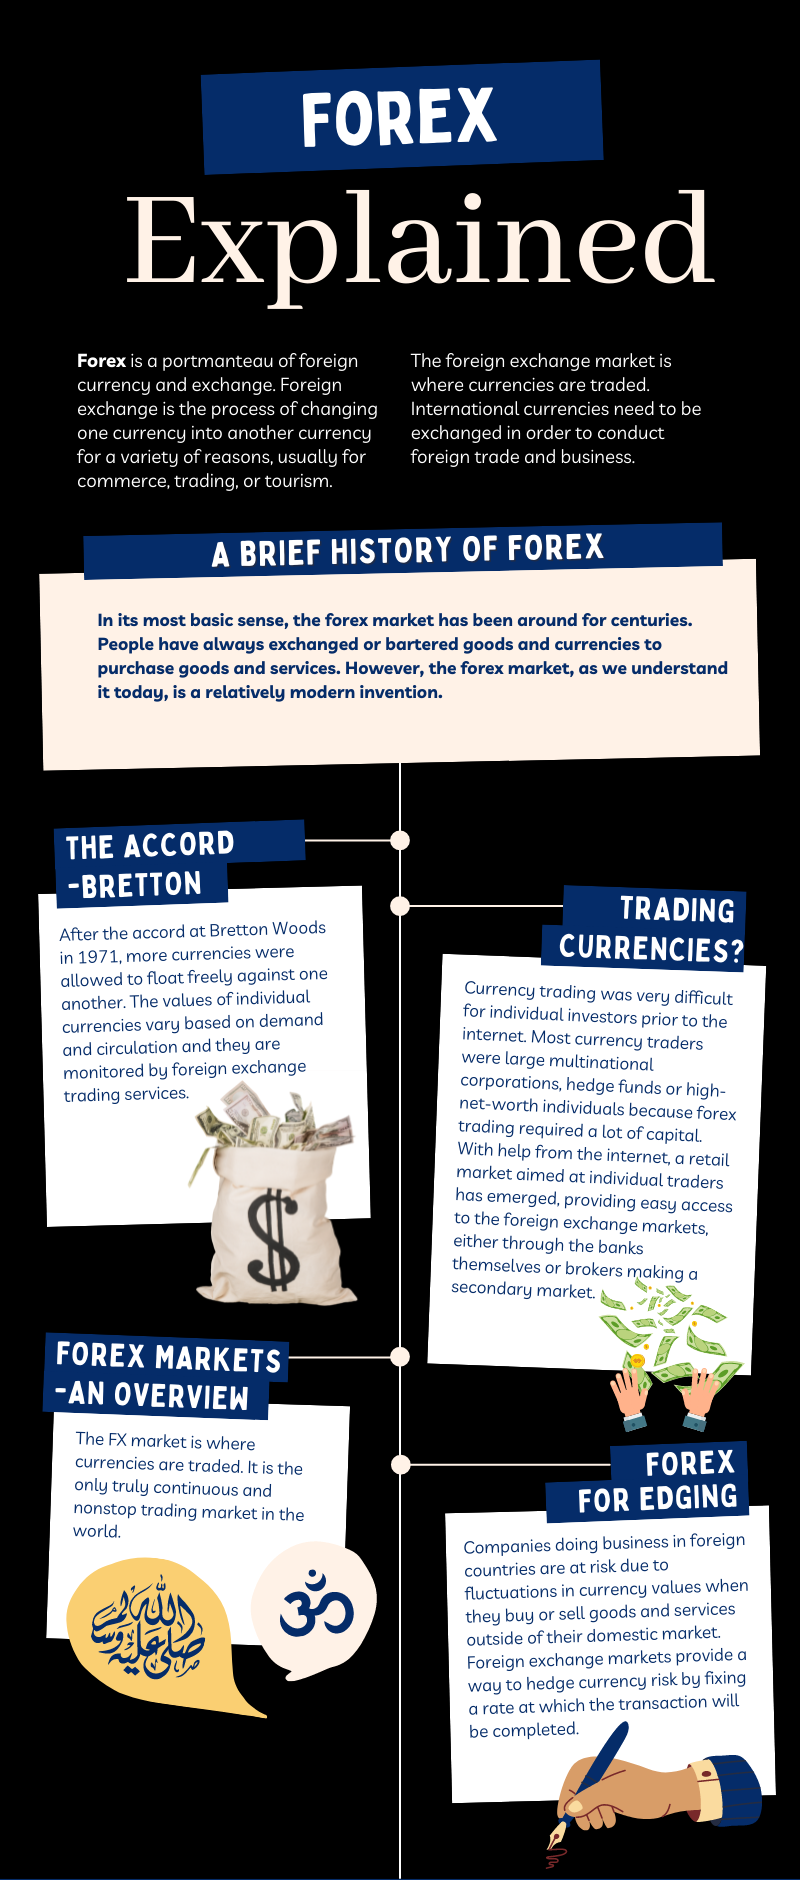 FOREX
Explained
Forex is a portmanteau of foreign
currency and exchange. Foreign
exchange is the process of changing
one currency into another currency
for a variety of reasons, usually for
commerce, trading, or tourism.
The foreign exchange market is
where currencies are traded.
International currencies need to be
exchanged in order to conduct
foreign trade and business.
A BRIEF HISTORY OF FOREX
In its most basic sense, the forex market has been around for centuries.
People have always exchanged or bartered goods and currencies to
purchase goods and services. However, the forex market, as we understand
it today, is a relatively modern invention.
THE ACCORD
-BRETTON
After the accord at Bretton Woods
in 1971, more currencies were
allowed to float freely against one
another. The values of individual
currencies vary based on demand
and circulation and they are
monitored by foreign exchange
trading services.
$
TRADING
CURRENCIES?
Currency trading was very difficult
for individual investors prior to the
internet. Most currency traders
were large multinational
corporations, hedge funds or high-
net-worth individuals because forex
trading required a lot of capital.
With help from the internet, a retail
market aimed at individual traders
has emerged, providing easy access
to the foreign exchange markets,
either through the banks
themselves or brokers making a
secondary market.
FOREX MARKETS
-AN OVERVIEW
The FX market is where
currencies are traded. It is the
only truly continuous and
nonstop trading market in the
world.
صلى الله عليه وسلم
ॐ
FOREX
FOR EDGING
Companies doing business in foreign
countries are at risk due to
fluctuations in currency values when
they buy or sell goods and services
outside of their domestic market.
Foreign exchange markets provide a
way to hedge currency risk by fixing
a rate at which the transaction will
be completed.